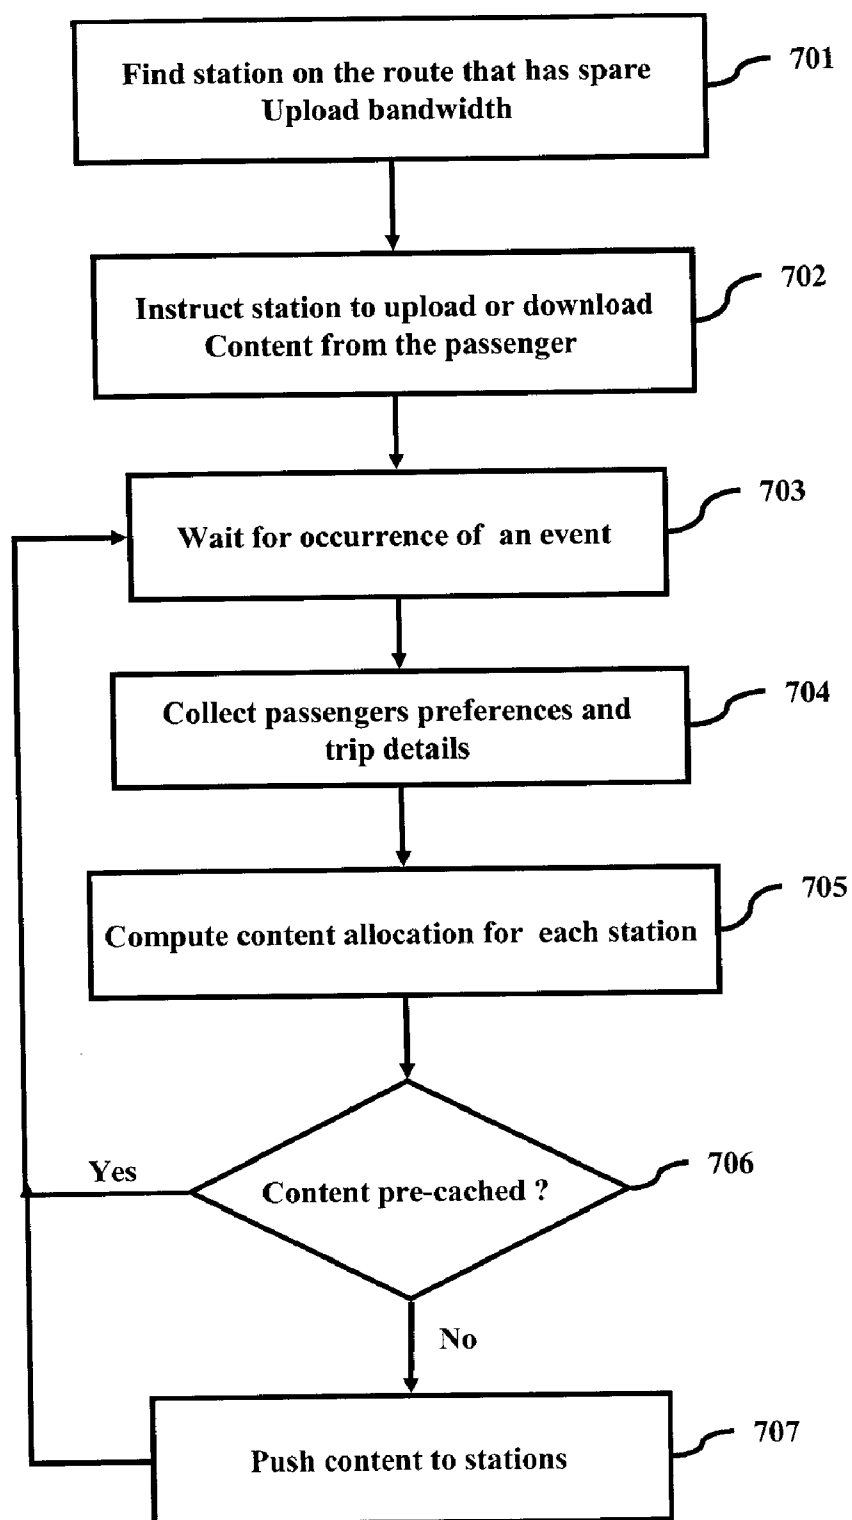 Find station on the route that has spare
Upload bandwidth
701
Instruct station to upload or download
Content from the passenger
702
Wait for occurrence of an event
703
Collect passengers preferences and
trip details
704
Compute content allocation for each station
705
Content pre-cached ?
706
Yes
No
Push content to stations
707